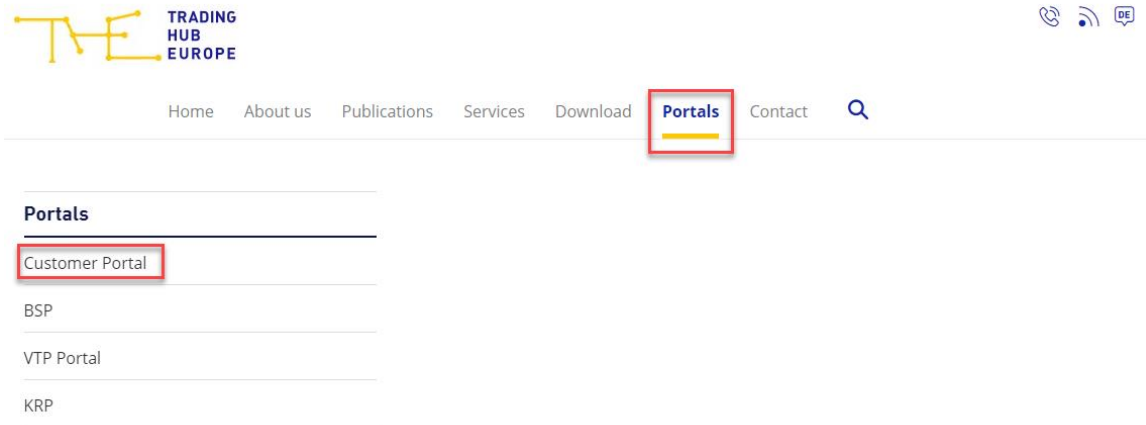 TRADING
HUB
EUROPE
DE
Home About us Publications Services Download Portals Contact
Portals
Customer Portal
BSP
VTP Portal
KRP